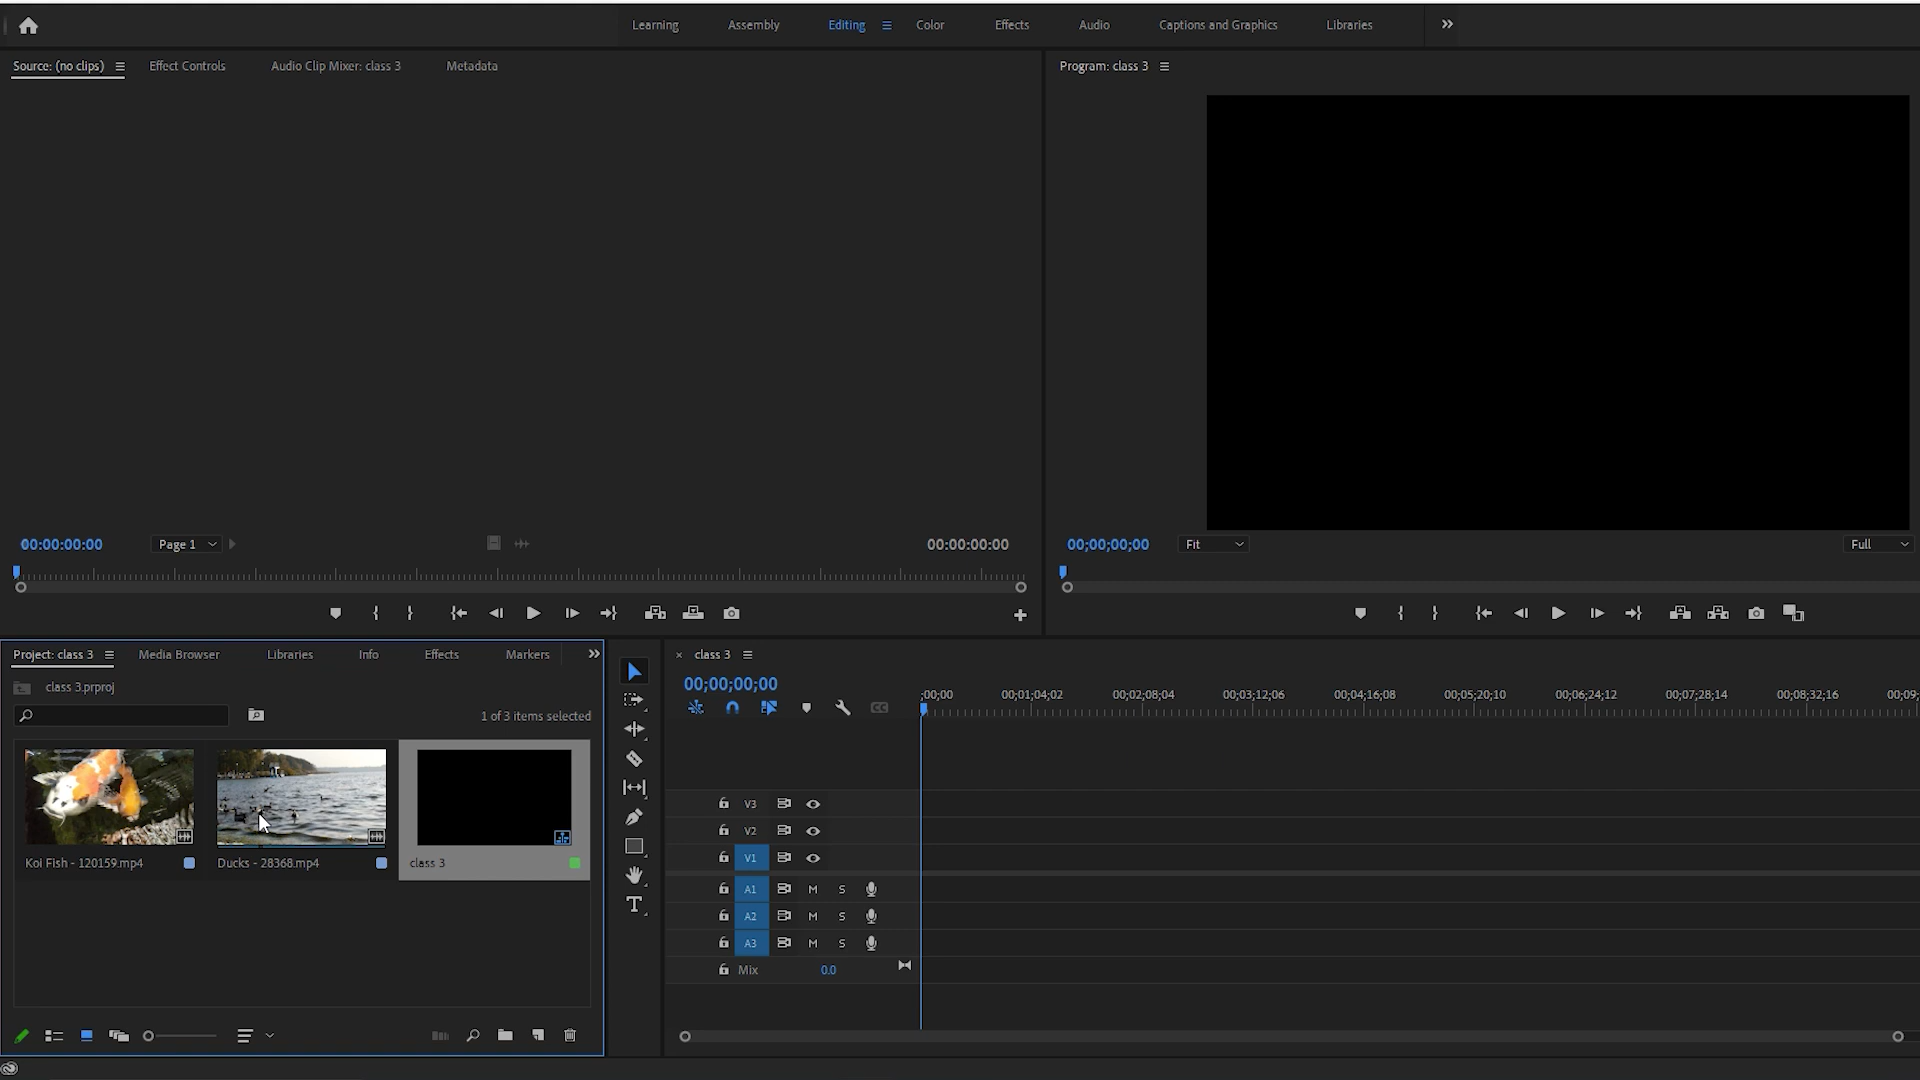 Learning Assembly Editing Color Effects Audio Captions and Graphics Libraries
Source: (no clips) Effect Controls Audio Clip Mixer: class 3 Metadata
Program: class 3
00:00:00:00 Page 1 00:00:00:00
00;00;00;00 Fit Full
Project: class 3 Media Browser Libraries Info Effects Markers
class 3.prproj
1 of 3 items selected
Koi Fish - 120159.mp4 Ducks - 28368.mp4 class 3
class 3
00;00;00;00
;00;00 00;01;04;02 00;02;08;04 00;03;12;06 00;04;16;08 00;05;20;10 00;06;24;12 00;07;28;14 00;08;32;16 00;09;
V3
V2
V1
A1 M S
A2 M S
A3 M S
Mix 0.0